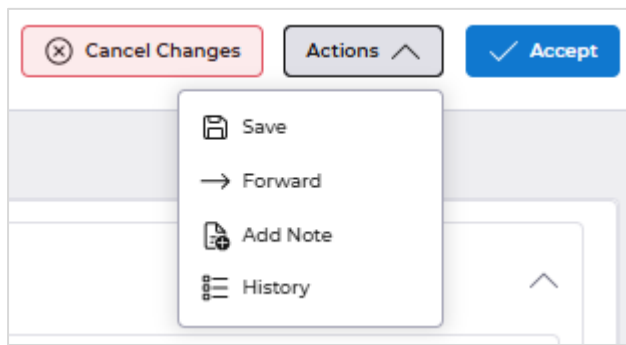 Cancel Changes Actions Accept
Save
Forward
Add Note
History